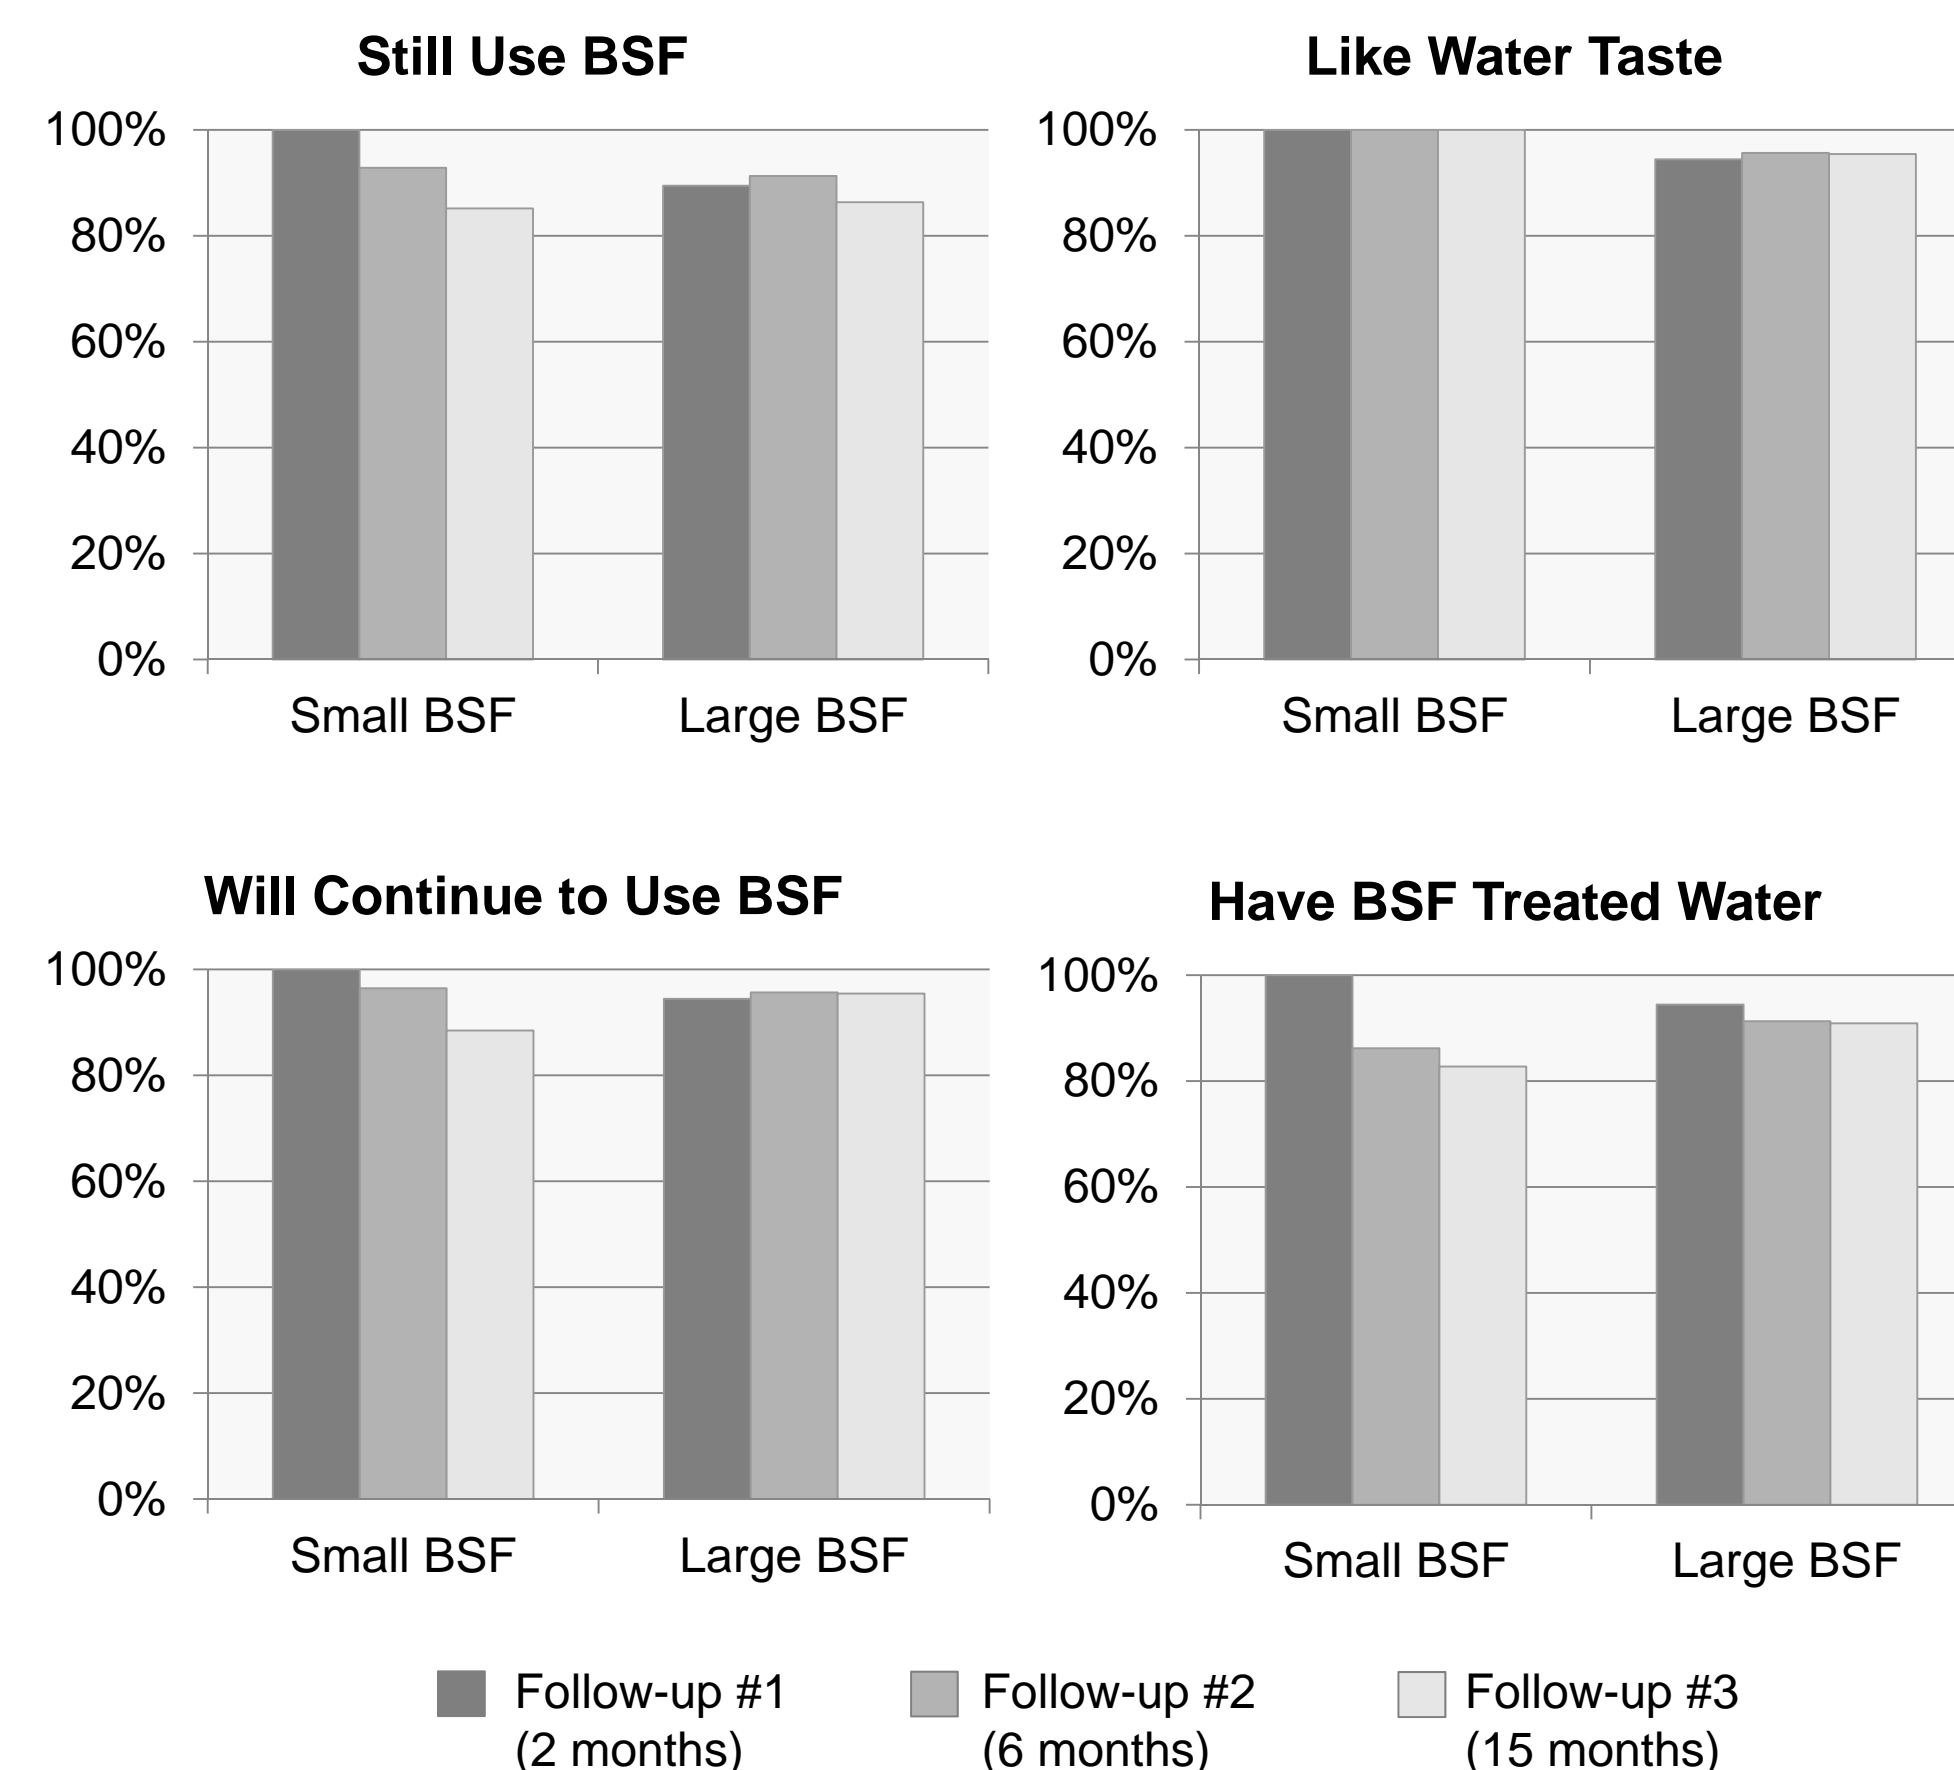 Still Use BSF
100%
80%
60%
40%
20%
0%
Small BSF
Large BSF
Like Water Taste
100%
80%
60%
40%
20%
0%
Small BSF
Large BSF
Will Continue to Use BSF
100%
80%
60%
40%
20%
0%
Small BSF
Large BSF
Have BSF Treated Water
100%
80%
60%
40%
20%
0%
Small BSF
Large BSF
Follow-up #1
(2 months)
Follow-up #2
(6 months)
Follow-up #3
(15 months)